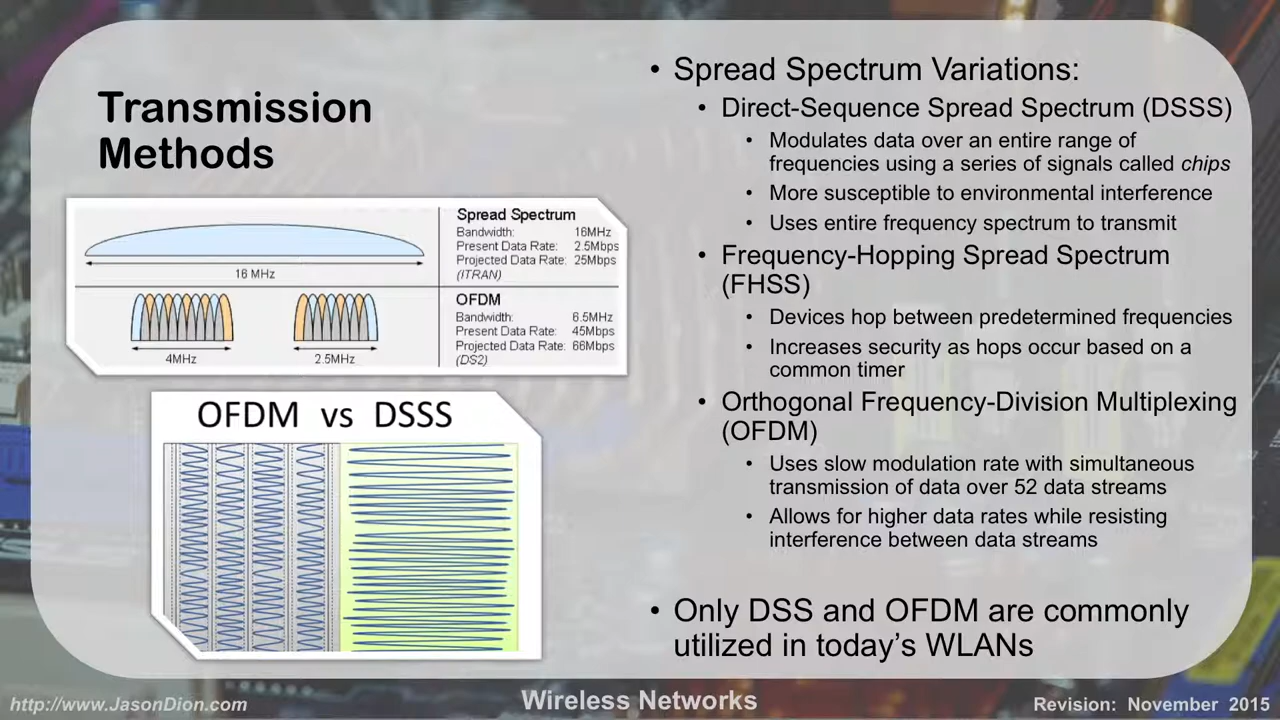 Transmission
Methods
Spread Spectrum
Bandwidth: 16MHz
Present Data Rate: 2.5Mbps
Projected Data Rate: 25Mbps
(ITRAN)
16 MHz
OFDM
Bandwidth: 6.5MHz
Present Data Rate: 45Mbps
Projected Data Rate: 66Mbps
(DS2)
4MHz
2.5MHz
OFDM vs DSSS
• Spread Spectrum Variations:
• Direct-Sequence Spread Spectrum (DSSS)
• Modulates data over an entire range of
frequencies using a series of signals called chips
• More susceptible to environmental interference
• Uses entire frequency spectrum to transmit
• Frequency-Hopping Spread Spectrum
(FHSS)
• Devices hop between predetermined frequencies
• Increases security as hops occur based on a
common timer
• Orthogonal Frequency-Division Multiplexing
(OFDM)
• Uses slow modulation rate with simultaneous
transmission of data over 52 data streams
• Allows for higher data rates while resisting
interference between data streams
• Only DSS and OFDM are commonly
utilized in today's WLANs
http://www.JasonDion.com
Wireless Networks
Revision: November 2015